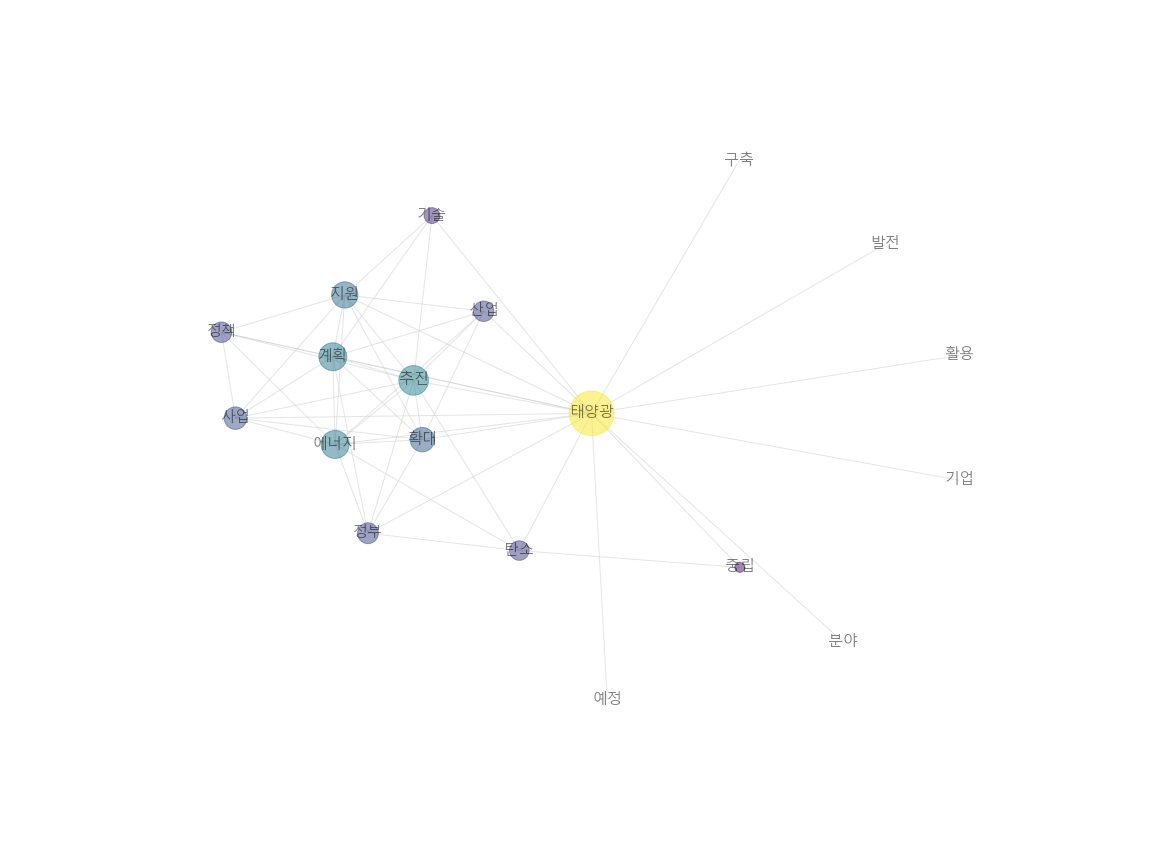 구축
기술
발전
지원
산업
정책
계획
활용
추진
태양광
사업
확대
에너지
기업
정부
탄소
중립
분야
예정